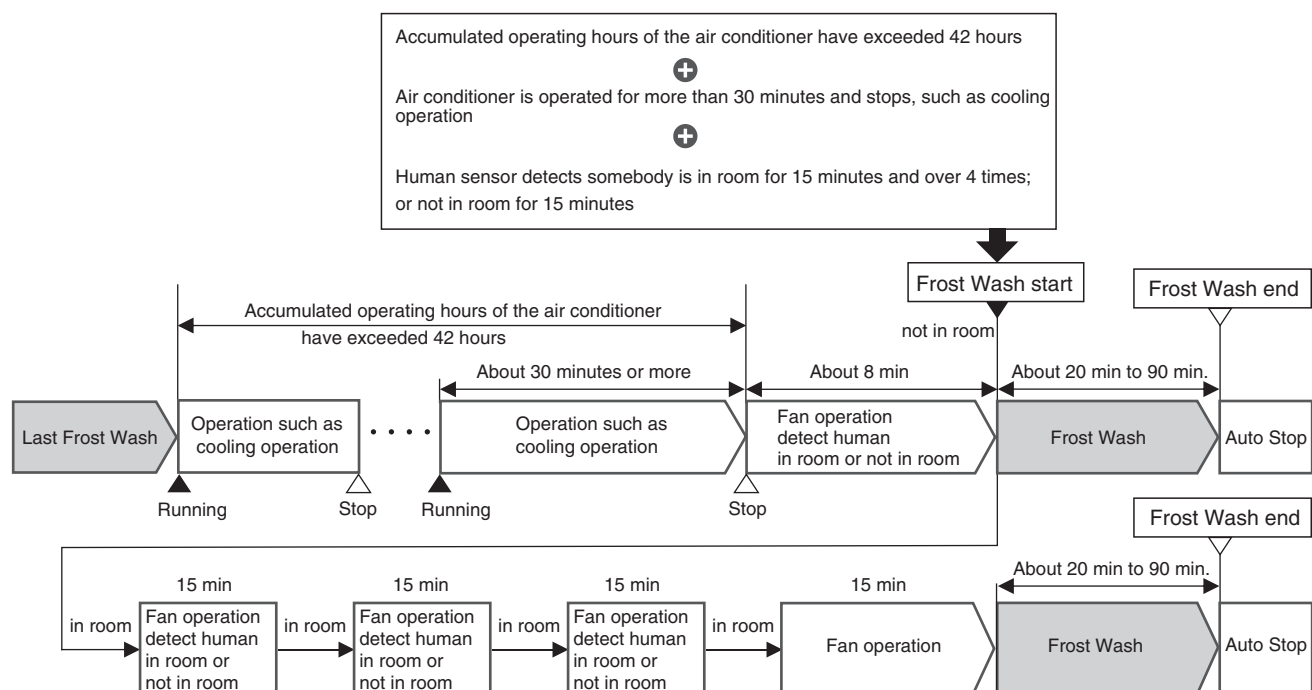 Accumulated operating hours of the air conditioner have exceeded 42 hours
Air conditioner is operated for more than 30 minutes and stops, such as cooling
operation
Human sensor detects somebody is in room for 15 minutes and over 4 times;
or not in room for 15 minutes
Frost Wash start
Frost Wash end
Accumulated operating hours of the air conditioner
have exceeded 42 hours
not in room
About 30 minutes or more
About 8 min
About 20 min to 90 min.
Last Frost Wash
Operation such as
cooling operation
Operation such as
cooling operation
Fan operation
detect human
in room or not in room
Frost Wash
Auto Stop
Running
Stop
Running
Stop
Frost Wash end
About 20 min to 90 min.
15 min
15 min
15 min
15 min
in room
Fan operation
detect human
in room or
not in room
in room
Fan operation
detect human
in room or
not in room
in room
Fan operation
detect human
in room or
not in room
in room
Fan operation
Frost Wash
Auto Stop